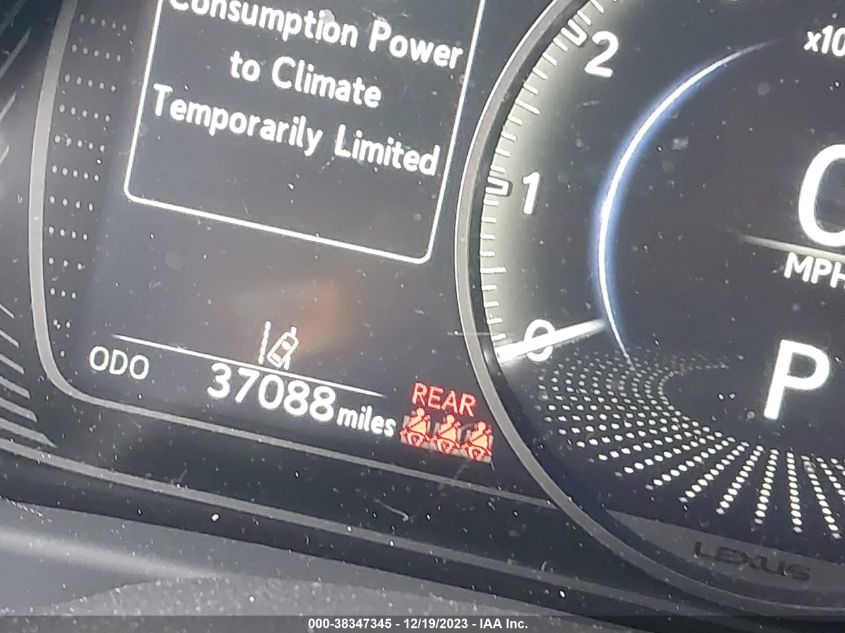 Consumption Power
to Climate
Temporarily Limited
ODO 37088 miles
REAR
2
1
0
MPH
P
LEXUS
000-38347345 - 12/19/2023 - IAA Inc.